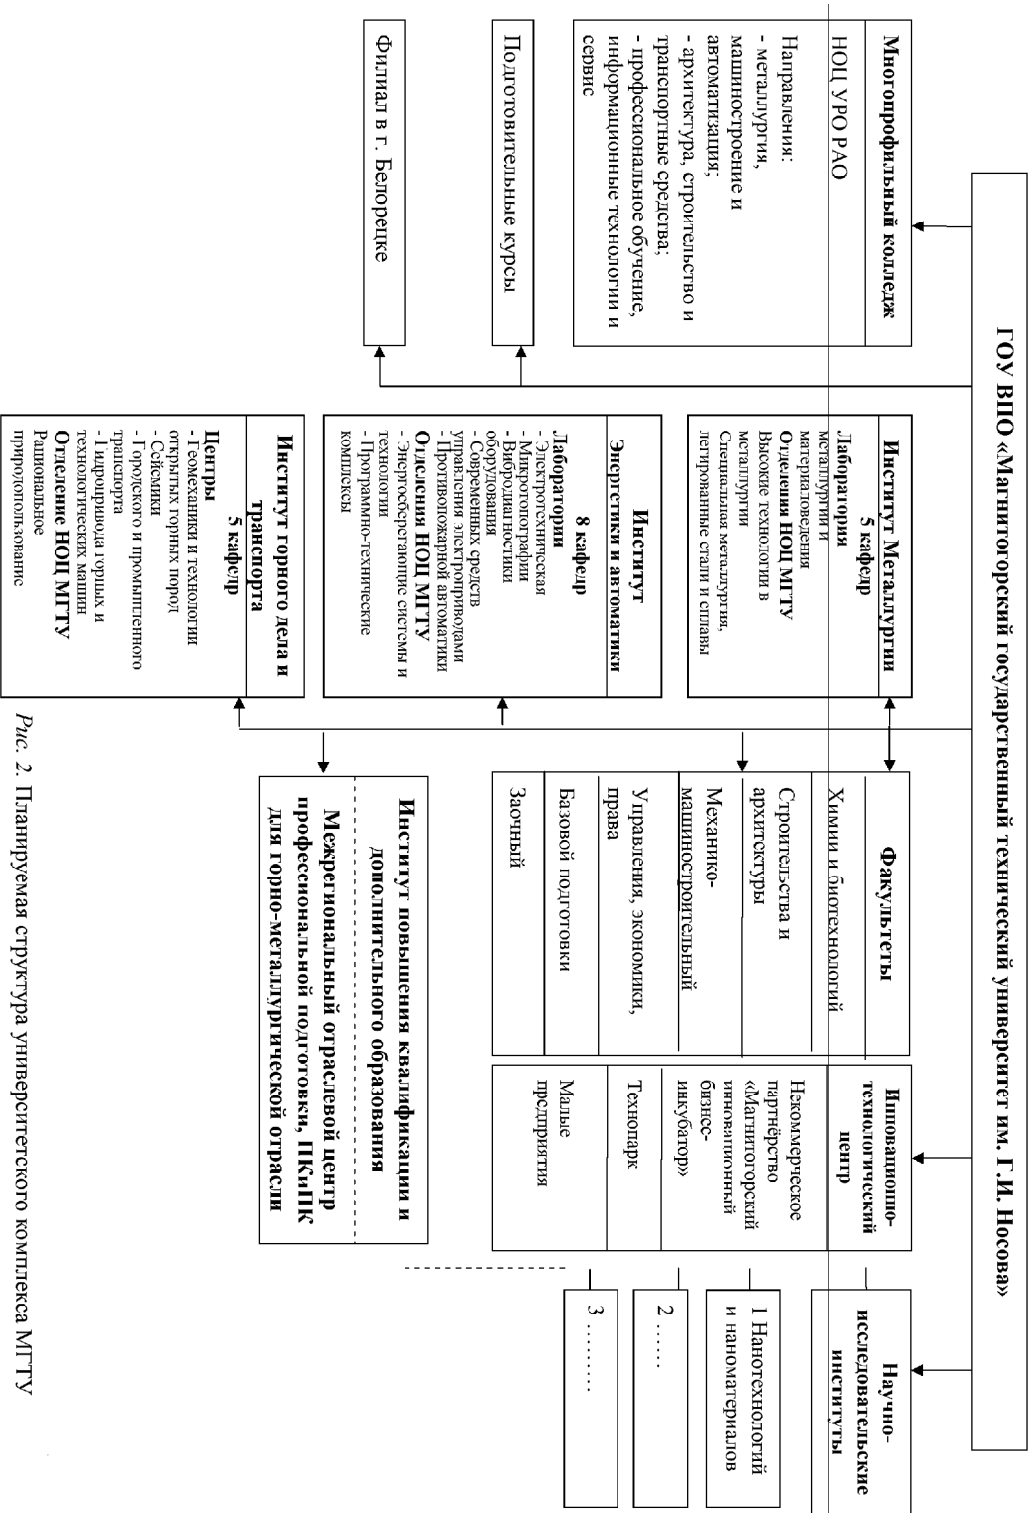 ГОУ ВПО «Магнитогорский государственный технический университет им. Г.И. Носова»
Многопрофильный колледж
НОЦ УРО РАО
Направления:
- металлургия,
машиностроение и
автоматизация;
- архитектура, строительство и
транспортные средства;
- профессиональное обучение,
информационные технологии и
сервис
Подготовительные курсы
Филиал в г. Белорецке
Институт Металлургии
5 кафедр
Лаборатория
металлургии и
материаловедения
Отделения НОЦ МГТУ
Высокие технологии в
металлургии
Специальная металлургия,
легированные стали и сплавы
Институт
Энергетики и автоматики
8 кафедр
Лаборатории
- Электротехническая
- Микротопографии
- Вибродиагностики
оборудования
- Современных средств
управления электроприводами
- Противопожарной автоматики
Отделения НОЦ МГТУ
- Энергосберегающие системы и
технологии
- Программно-технические
комплексы
Институт горного дела и
транспорта
5 кафедр
Центры
- Геомеханики и технологии
открытых горных пород
- Сейсмики
- Городского и промышленного
транспорта
- Гидропривода горных и
технологических машин
Отделение НОЦ МГТУ
Рациональное
природопользование
Факультеты
Химии и биотехнологий
Строительства и
архитектуры
Механико-
машиностроительный
Управления, экономики,
права
Базовой подготовки
Заочный
Институт повышения квалификации и
дополнительного образования
Межрегиональный отраслевой центр
профессиональной подготовки, ПКиПК
для горно-металлургической отрасли
Инновационно-
технологический
центр
Некоммерческое
партнёрство
«Магнитогорский
инновационный
бизнес-
инкубатор»
Технопарк
Малые
предприятия
Научно-
исследовательские
институты
1 Нанотехнологий
и наноматериалов
2 ……
3 ………
Рис. 2. Планируемая структура университетского комплекса МГТУ